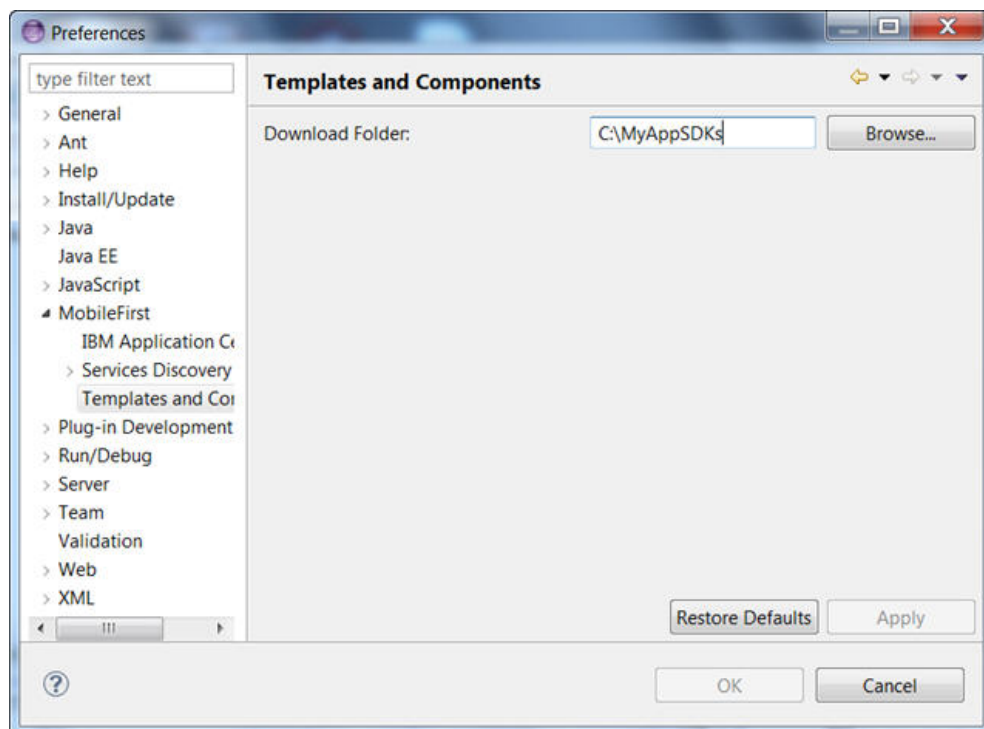 Preferences
type filter text
General
Ant
Help
Install/Update
Java
Java EE
JavaScript
MobileFirst
IBM Application Ce
Services Discovery
Templates and Cor
Plug-in Development
Run/Debug
Server
Team
Validation
Web
XML
Templates and Components
Download Folder:
C:\MyAppSDKs
Browse...
Restore Defaults
Apply
OK
Cancel